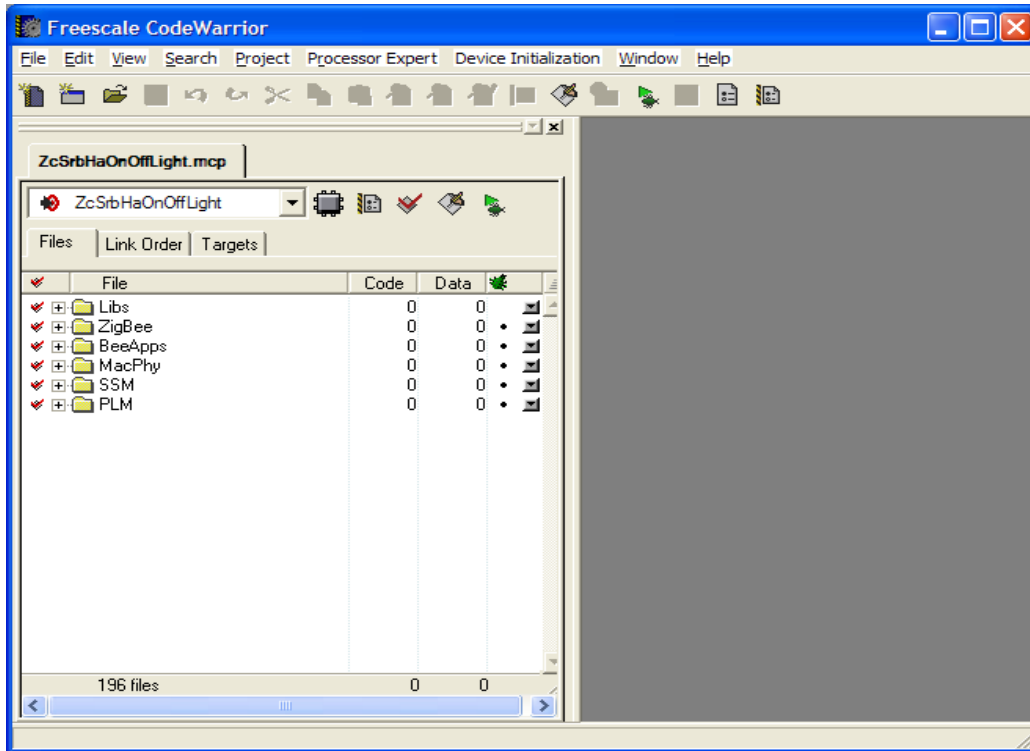 Freescale CodeWarrior
File Edit View Search Project Processor Expert Device Initialization Window Help
ZcSrbHaOnOffLight.mcp
ZcSrbHaOnOffLight
Files Link Order Targets
File Code Data
Libs 0 0
ZigBee 0 0
BeeApps 0 0
MacPhy 0 0
SSM 0 0
PLM 0 0
196 files 0 0